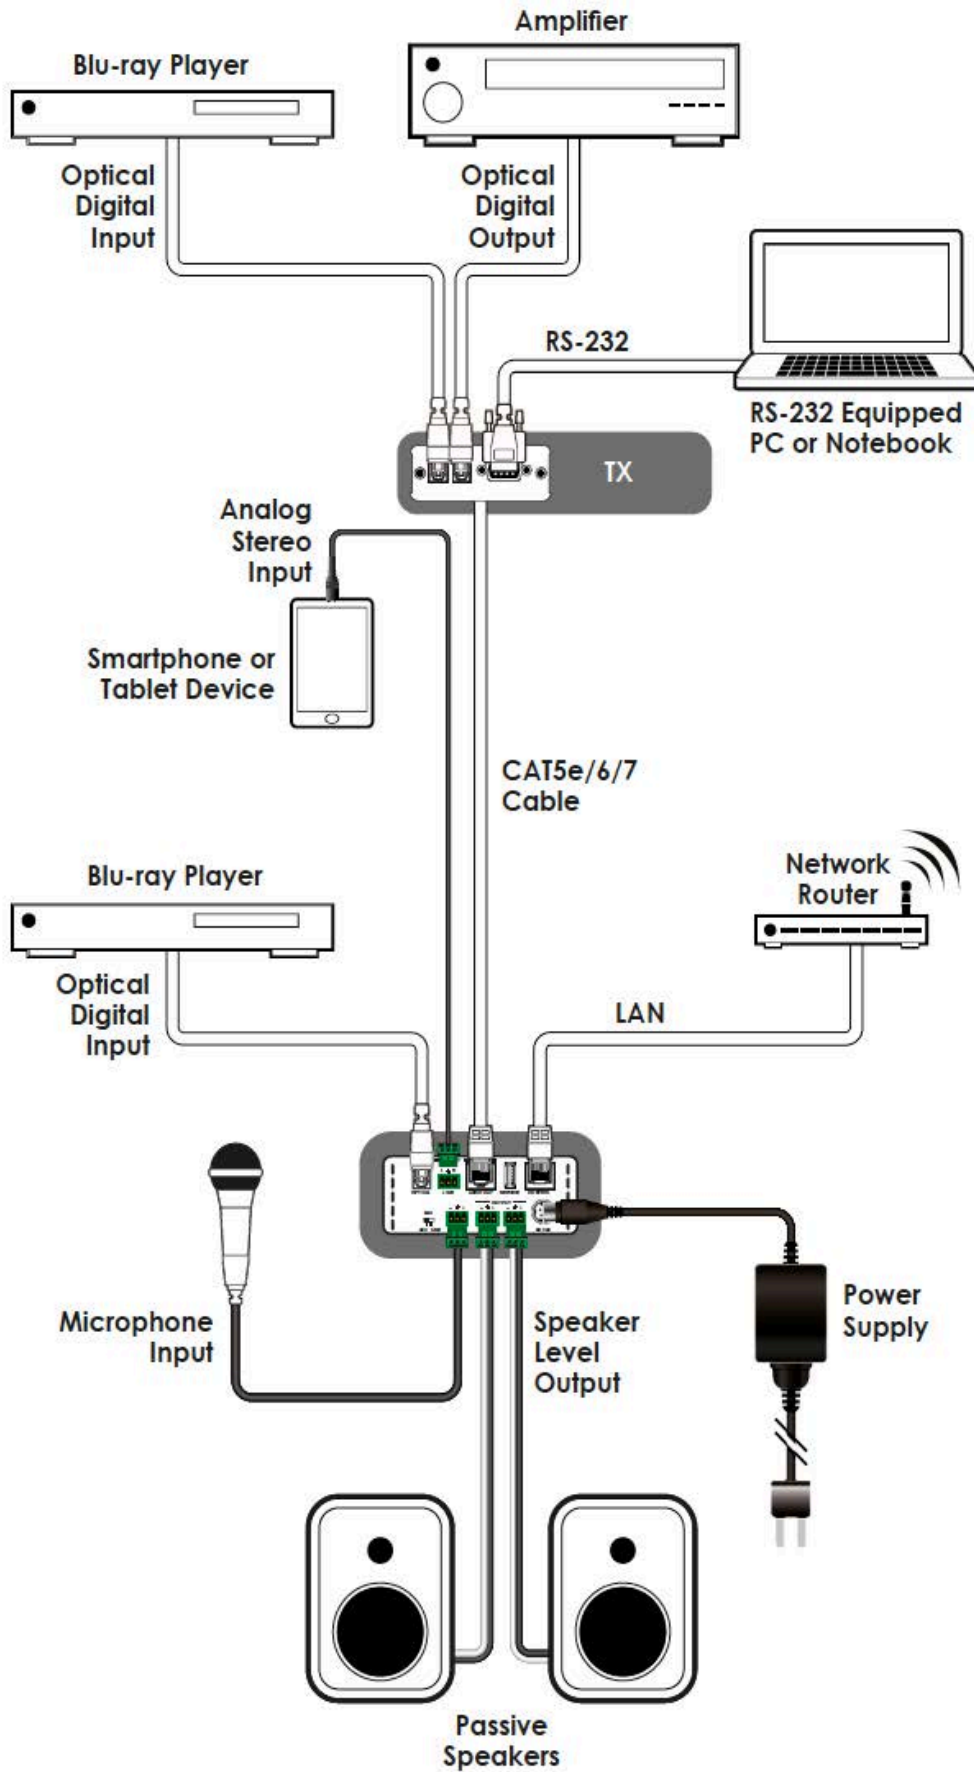 Amplifier
Blu-ray Player
Optical
Digital
Input
Optical
Digital
Output
RS-232
RS-232 Equipped
PC or Notebook
TX
Analog
Stereo
Input
Smartphone or
Tablet Device
CAT5e/6/7
Cable
Blu-ray Player
Network
Router
Optical
Digital
Input
LAN
Microphone
Input
Speaker
Level
Output
Power
Supply
Passive
Speakers